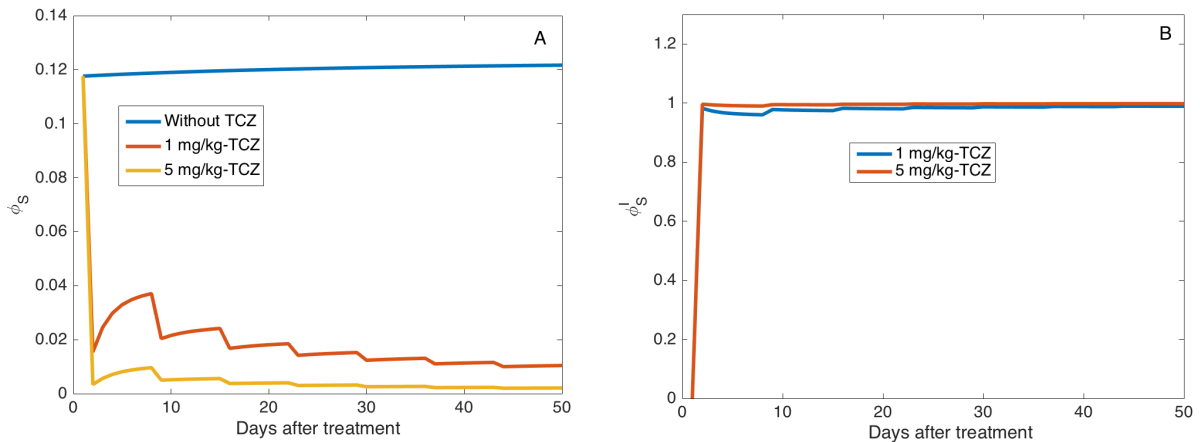 A
0.14
0.12
0.1
0.08
0.06
0.04
0.02
0
ϕS
Without TCZ
1 mg/kg-TCZ
5 mg/kg-TCZ
0 10 20 30 40 50
Days after treatment
B
1.2
1
0.8
0.6
0.4
0.2
0
ϕSI
1 mg/kg-TCZ
5 mg/kg-TCZ
0 10 20 30 40 50
Days after treatment